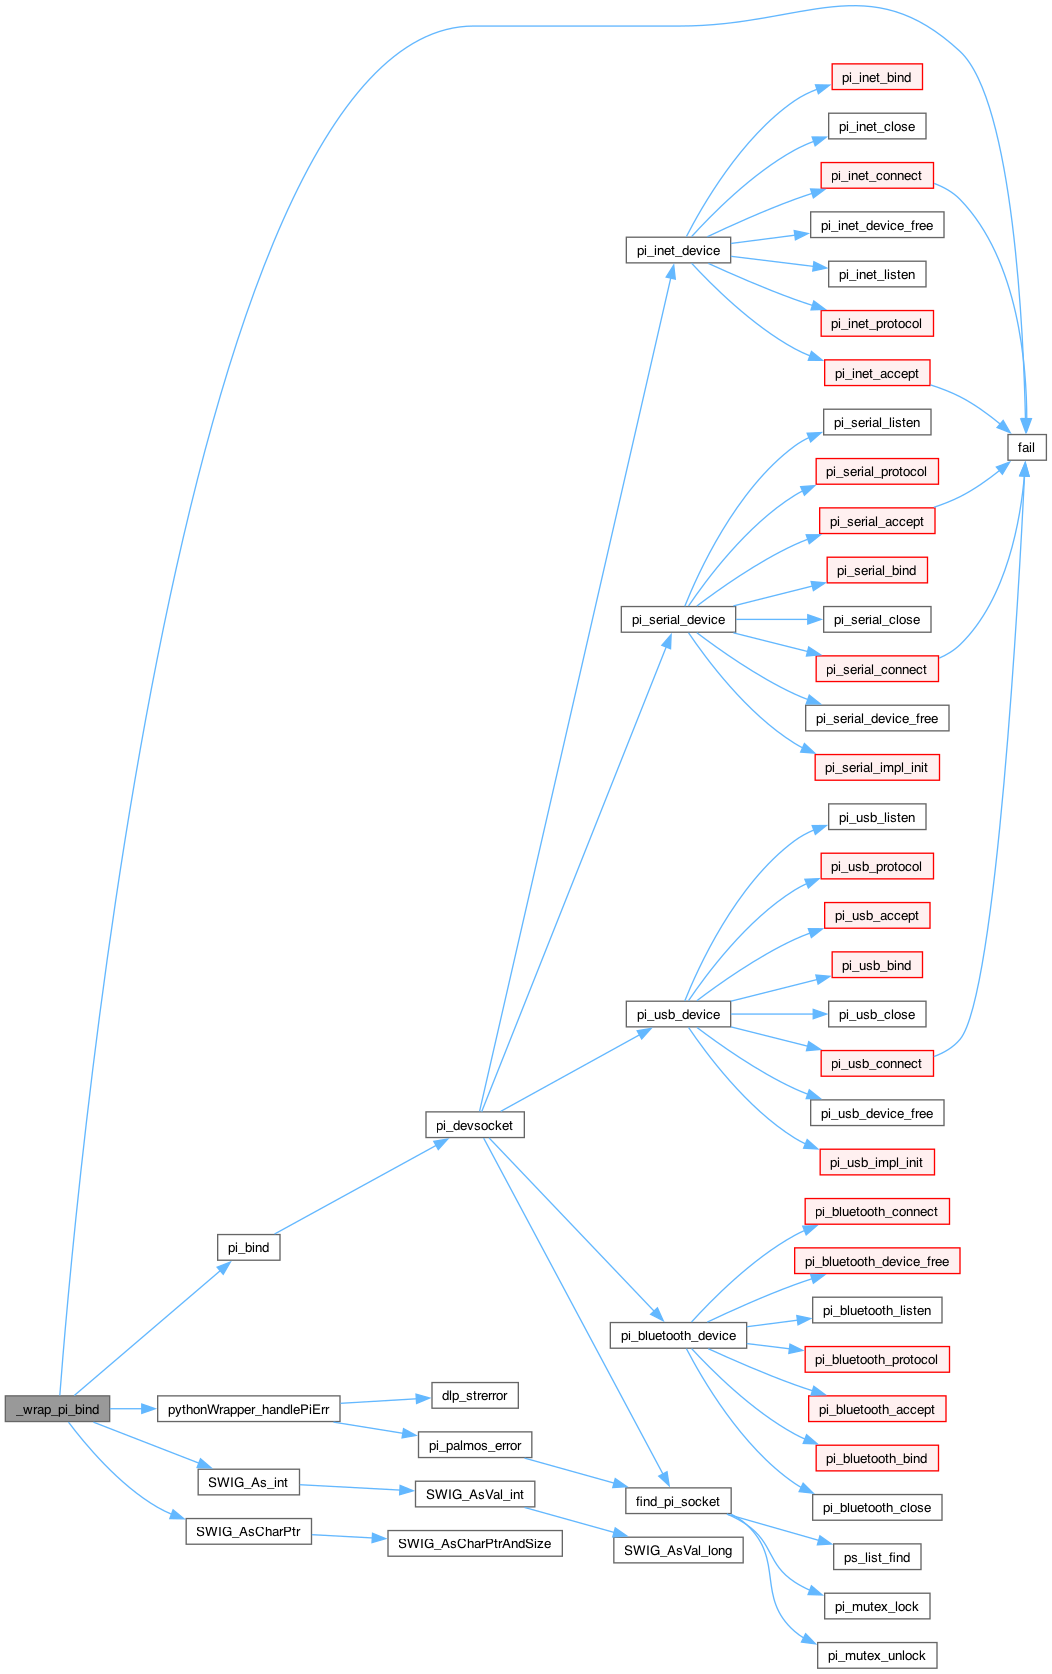 pi_inet_bind
pi_inet_close
pi_inet_connect
pi_inet_device_free
pi_inet_device
pi_inet_listen
pi_inet_protocol
pi_inet_accept
pi_serial_listen
fail
pi_serial_protocol
pi_serial_accept
pi_serial_bind
pi_serial_device
pi_serial_close
pi_serial_connect
pi_serial_device_free
pi_serial_impl_init
pi_usb_listen
pi_usb_protocol
pi_usb_accept
pi_usb_bind
pi_usb_device
pi_usb_close
pi_usb_connect
pi_usb_device_free
pi_devsocket
pi_usb_impl_init
pi_bluetooth_connect
pi_bind
pi_bluetooth_device_free
pi_bluetooth_listen
pi_bluetooth_device
pi_bluetooth_protocol
dlp_strerror
_wrap_pi_bind
pythonWrapper_handlePiErr
pi_bluetooth_accept
pi_palmos_error
pi_bluetooth_bind
SWIG_As_int
SWIG_AsVal_int
find_pi_socket
pi_bluetooth_close
SWIG_AsCharPtr
SWIG_AsCharPtrAndSize
SWIG_AsVal_long
ps_list_find
pi_mutex_lock
pi_mutex_unlock